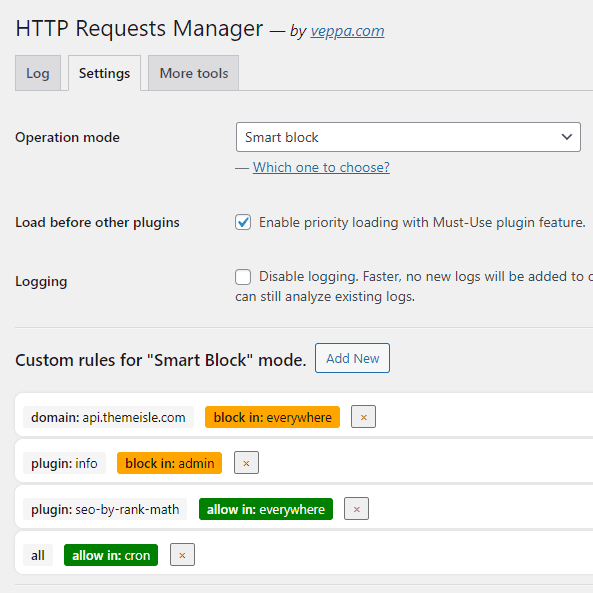 HTTP Requests Manager — by veppa.com
Log Settings More tools
Operation mode Smart block
— Which one to choose?
Load before other plugins Enable priority loading with Must-Use plugin feature.
Logging Disable logging. Faster, no new logs will be added to
can still analyze existing logs.
Custom rules for "Smart Block" mode. Add New
domain: api.themeisle.com block in: everywhere ×
plugin: info block in: admin ×
plugin: seo-by-rank-math allow in: everywhere ×
all allow in: cron ×